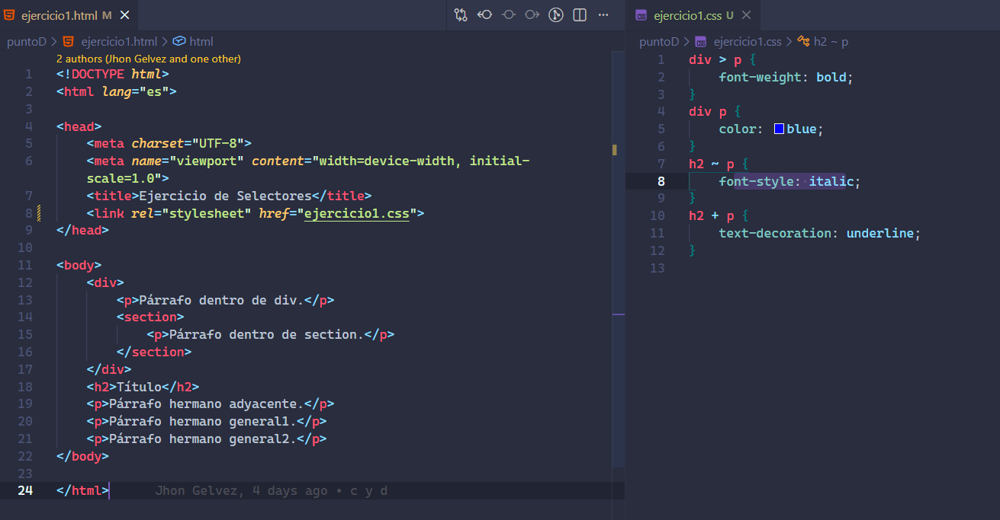 ejercicio1.html M
puntoD > ejercicio1.html > html
2 authors (Jhon Gelvez and one other)
1 <!DOCTYPE html>
2 <html lang="es">
3
4 <head>
5 <meta charset="UTF-8">
6 <meta name="viewport" content="width=device-width, initial-
scale=1.0">
7 <title>Ejercicio de Selectores</title>
8 <link rel="stylesheet" href="ejercicio1.css">
9 </head>
10
11 <body>
12 <div>
13 <p>Párrafo dentro de div.</p>
14 <section>
15 <p>Párrafo dentro de section.</p>
16 </section>
17 </div>
18 <h2>Título</h2>
19 <p>Párrafo hermano adyacente.</p>
20 <p>Párrafo hermano general1.</p>
21 <p>Párrafo hermano general2.</p>
22 </body>
23
24 </html> Jhon Gelvez, 4 days ago • c y d
ejercicio1.css U
puntoD > ejercicio1.css > h2 ~ p
1 div > p {
2 font-weight: bold;
3 }
4 div p {
5 color: blue;
6 }
7 h2 ~ p {
8 font-style: italic;
9 }
10 h2 + p {
11 text-decoration: underline;
12 }
13